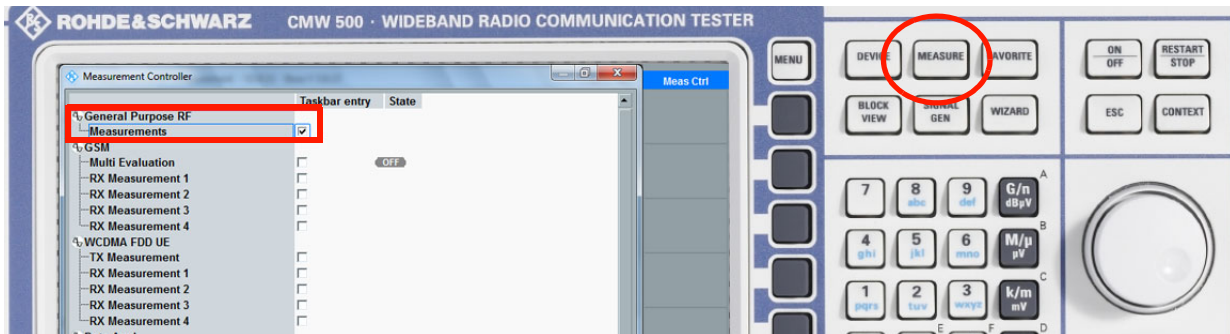 ROHDE&SCHWARZ CMW 500 · WIDEBAND RADIO COMMUNICATION TESTER
Measurement Controller
Meas Ctrl
Taskbar entry State
General Purpose RF
Measurements
GSM
Multi Evaluation OFF
RX Measurement 1
RX Measurement 2
RX Measurement 3
RX Measurement 4
WCDMA FDD UE
TX Measurement
RX Measurement 1
RX Measurement 2
RX Measurement 3
RX Measurement 4
MENU
DEVICE MEASURE FAVORITE
BLOCK VIEW
SIGNAL GEN
WIZARD
ON OFF
RESTART STOP
ESC CONTEXT
A
7
8 abc
9 def
G/n dBµV
B
4 ghi
5 jkl
6 mno
M/µ µV
C
1 pqrs
2 tuv
3 wxyz
k/m mV
E F D